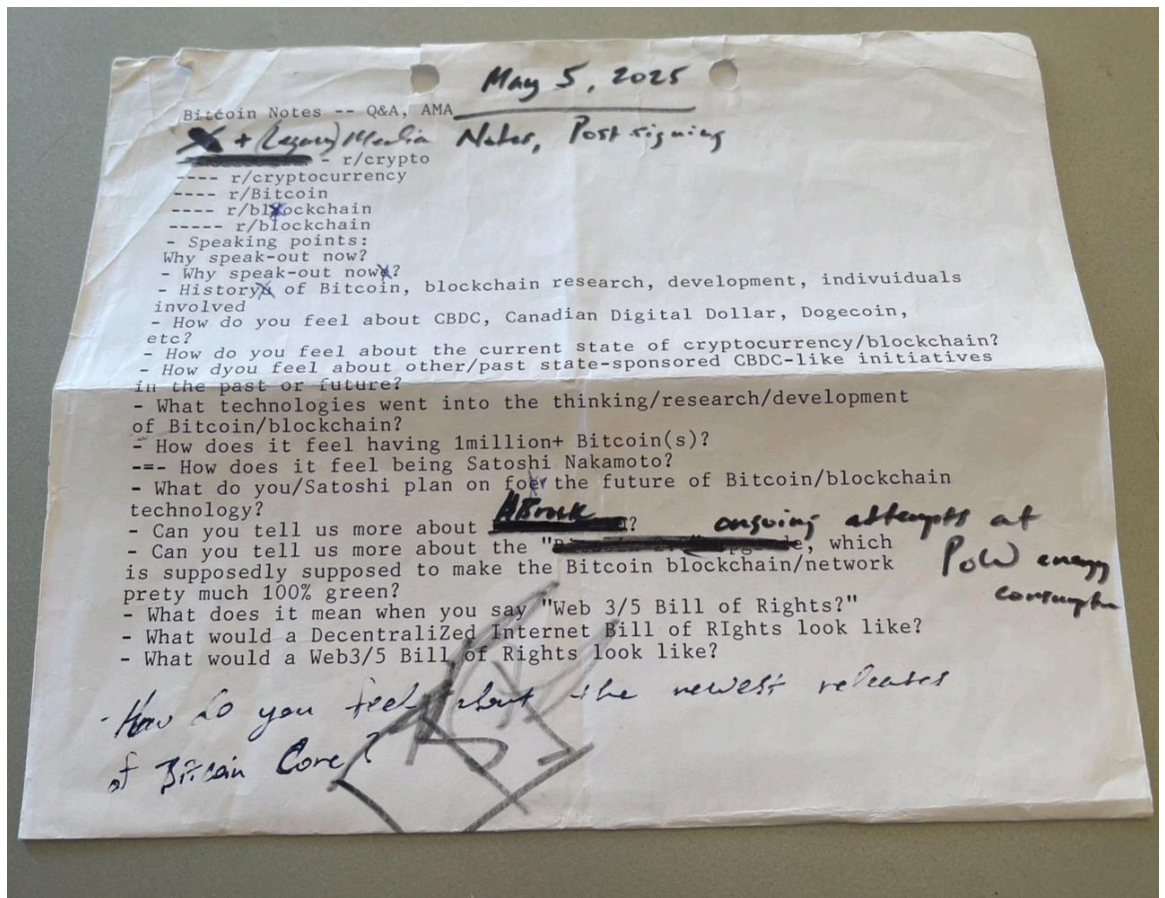 May 5, 2025
Bitcoin Notes -- Q&A, AMA
X + (Legacy) Media Notes, Post signing
- r/crypto
---- r/cryptocurrency
---- r/Bitcoin
---- r/blxockchain
----- r/blockchain
- Speaking points:
Why speak-out now?
- Why speak-out now?
- History of Bitcoin, blockchain research, development, indivuiduals
involved
- How do you feel about CBDC, Canadian Digital Dollar, Dogecoin,
etc?
- How do you feel about the current state of cryptocurrency/blockchain?
- How dyou feel about other/past state-sponsored CBDC-like initiatives
in the past or future?
- What technologies went into the thinking/research/development
of Bitcoin/blockchain?
- How does it feel having 1million+ Bitcoin(s)?
-=- How does it feel being Satoshi Nakamoto?
- What do you/Satoshi plan on for the future of Bitcoin/blockchain
technology?
- Can you tell us more about ?
ongoing attempts at
PoW energy
- Can you tell us more about the " , which
is supposedly supposed to make the Bitcoin blockchain/network
prety much 100% green?
- What does it mean when you say "Web 3/5 Bill of Rights?"
- What would a DecentraliZed Internet Bill of RIghts look like?
- What would a Web3/5 Bill of Rights look like?
- How do you feel about the newest releases
of Bitcoin Core?